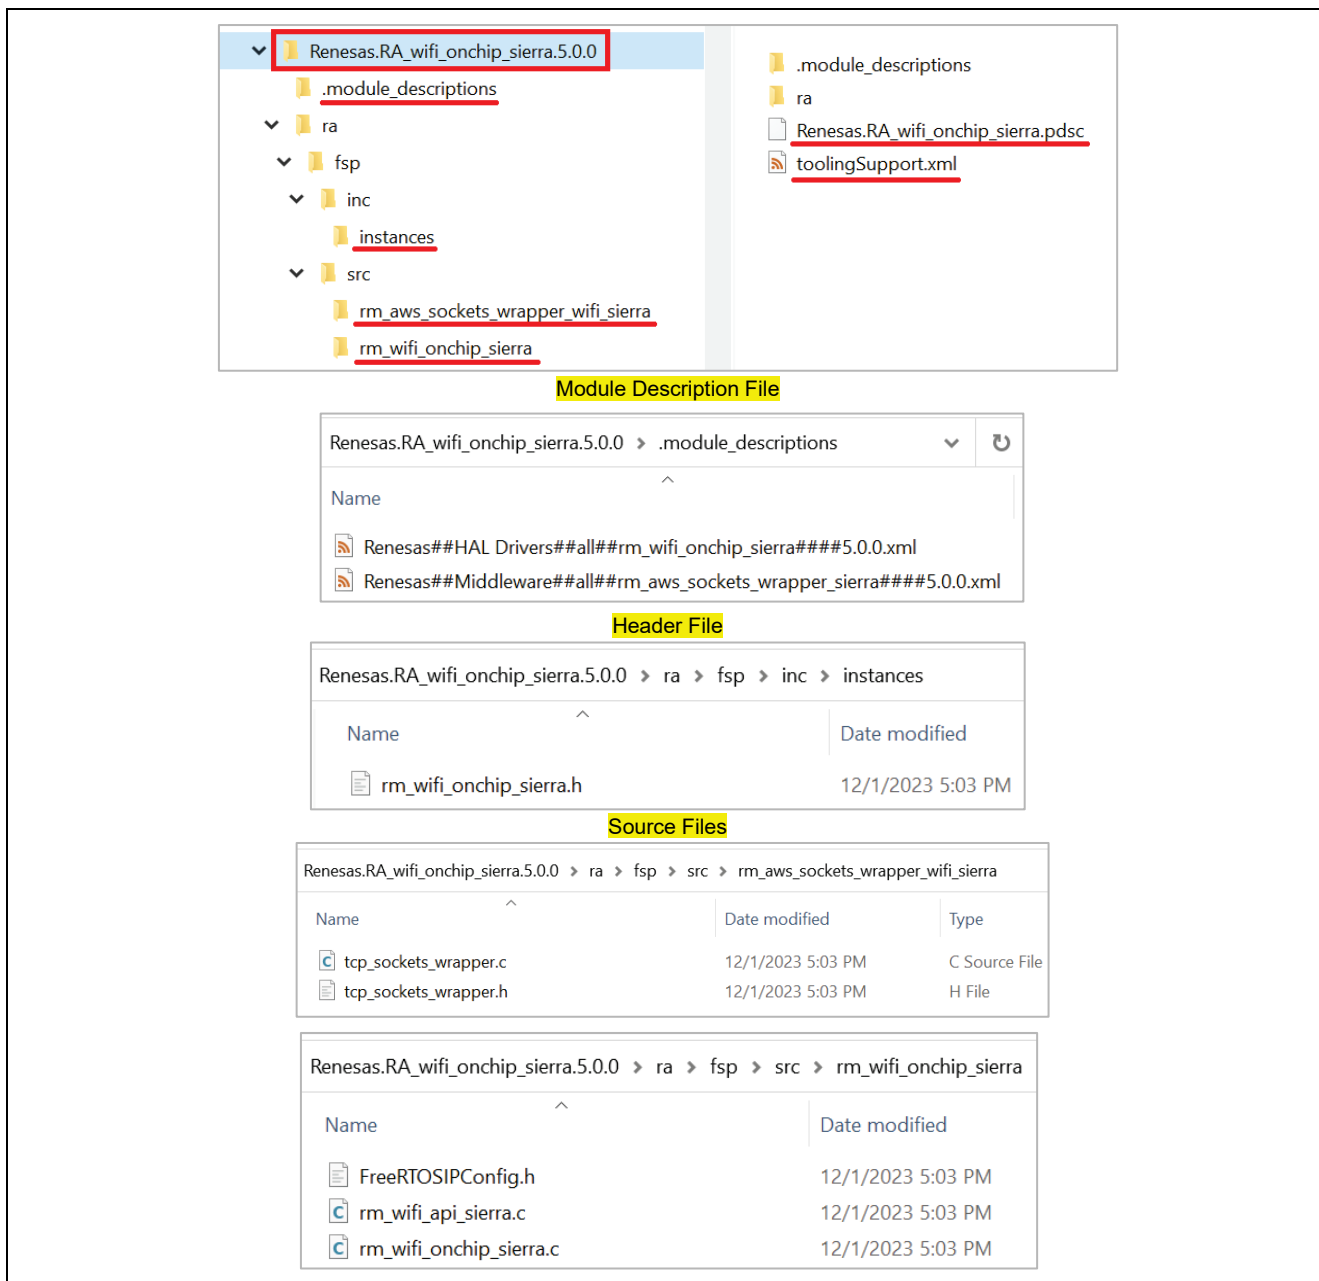 Renesas.RA_wifi_onchip_sierra.5.0.0
.module_descriptions
ra
fsp
inc
instances
src
rm_aws_sockets_wrapper_wifi_sierra
rm_wifi_onchip_sierra
.module_descriptions
ra
Renesas.RA_wifi_onchip_sierra.pdsc
toolingSupport.xml
Module Description File
Renesas.RA_wifi_onchip_sierra.5.0.0 > .module_descriptions
Name
Renesas##HAL Drivers##all##rm_wifi_onchip_sierra####5.0.0.xml
Renesas##Middleware##all##rm_aws_sockets_wrapper_sierra####5.0.0.xml
Header File
Renesas.RA_wifi_onchip_sierra.5.0.0 > ra > fsp > inc > instances
Name Date modified
rm_wifi_onchip_sierra.h 12/1/2023 5:03 PM
Source Files
Renesas.RA_wifi_onchip_sierra.5.0.0 > ra > fsp > src > rm_aws_sockets_wrapper_wifi_sierra
Name Date modified Type
tcp_sockets_wrapper.c 12/1/2023 5:03 PM C Source File
tcp_sockets_wrapper.h 12/1/2023 5:03 PM H File
Renesas.RA_wifi_onchip_sierra.5.0.0 > ra > fsp > src > rm_wifi_onchip_sierra
Name Date modified
FreeRTOSIPConfig.h 12/1/2023 5:03 PM
rm_wifi_api_sierra.c 12/1/2023 5:03 PM
rm_wifi_onchip_sierra.c 12/1/2023 5:03 PM